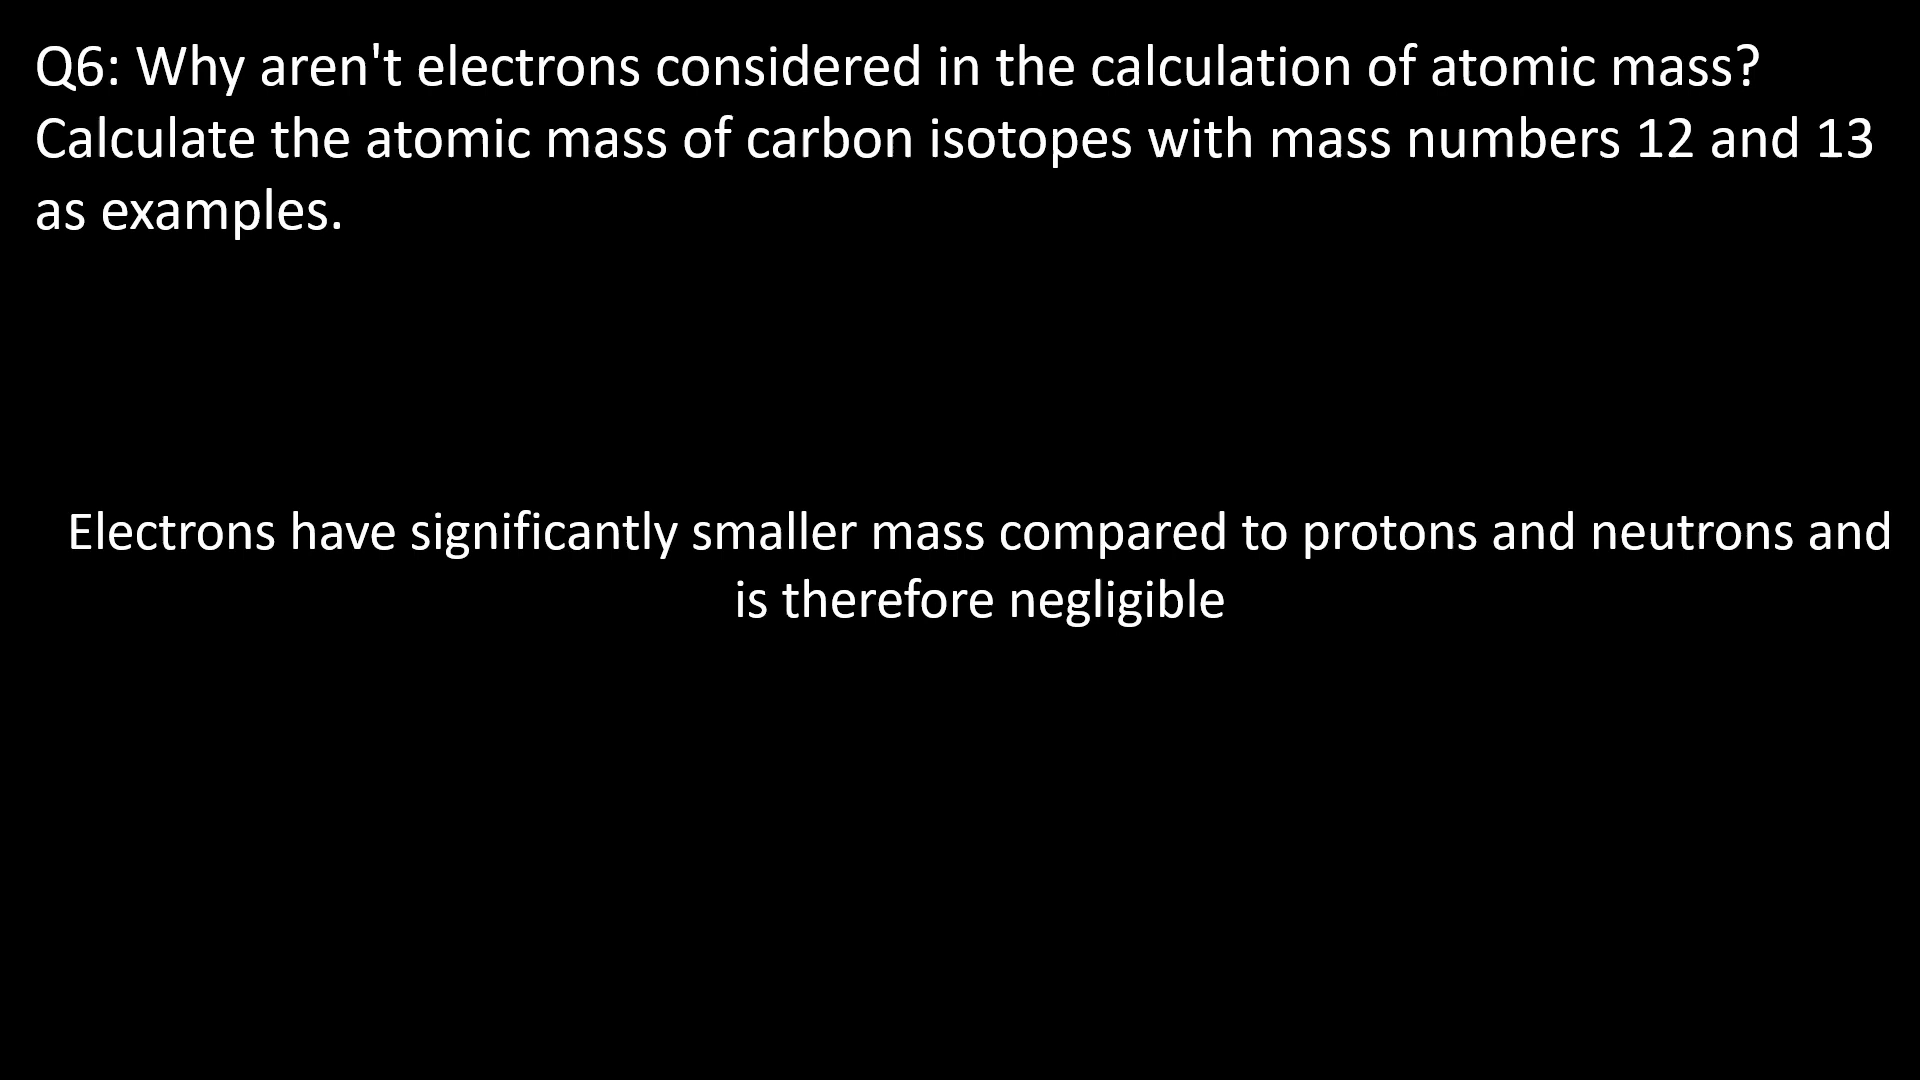 Q6: Why aren't electrons considered in the calculation of atomic mass?
Calculate the atomic mass of carbon isotopes with mass numbers 12 and 13
as examples.
Electrons have significantly smaller mass compared to protons and neutrons and
is therefore negligible